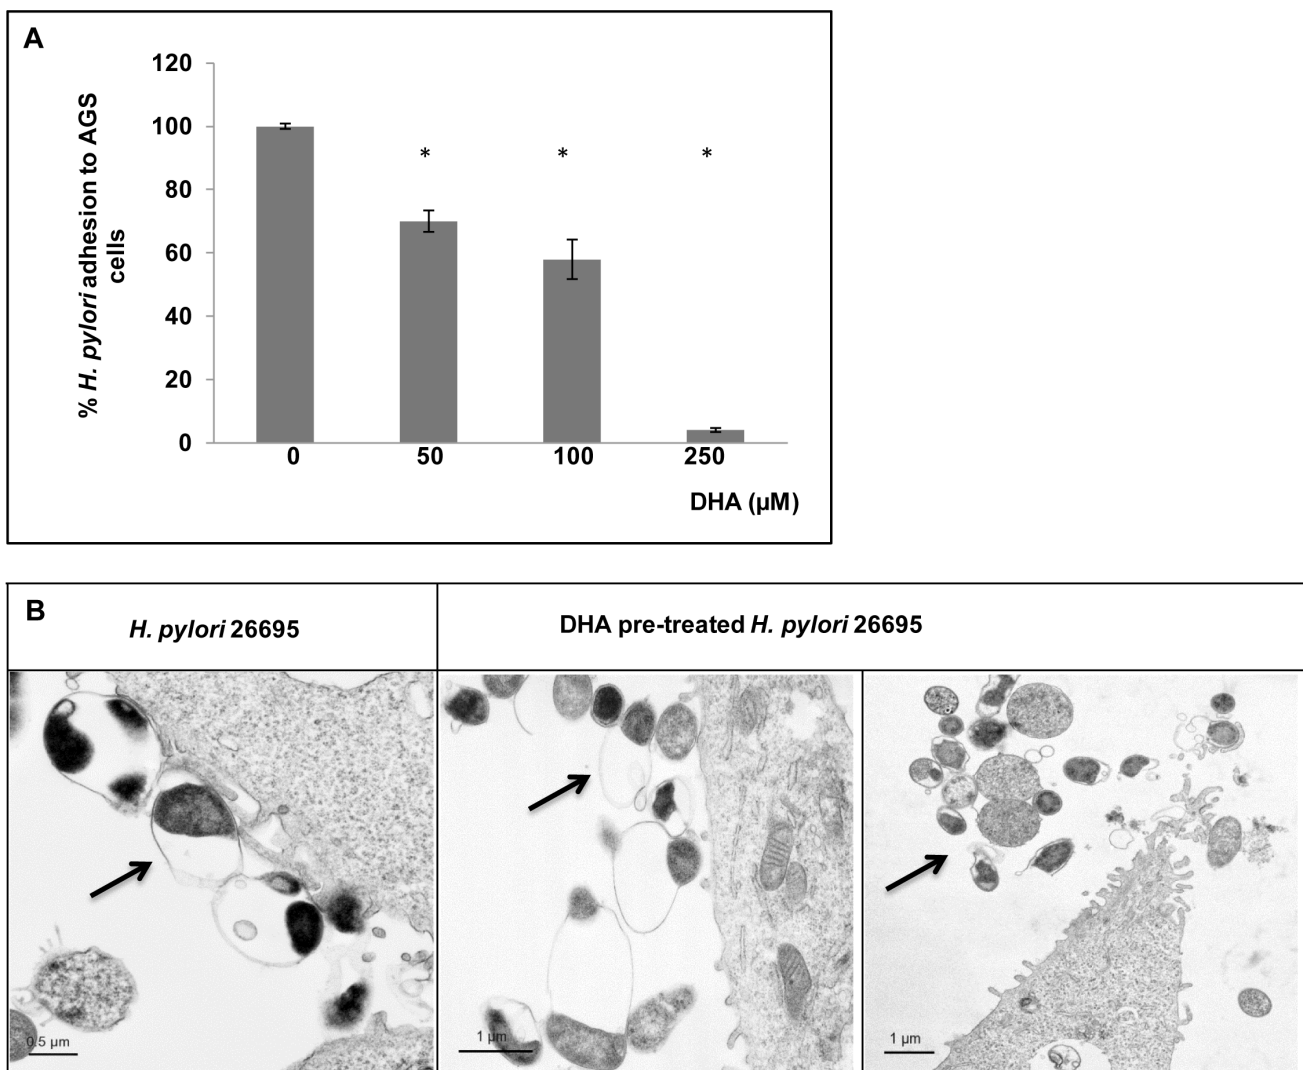 A
120
100
80
60
40
20
0
% H. pylori adhesion to AGS
cells
* * *
0 50 100 250
DHA (µM)
B
H. pylori 26695
DHA pre-treated H. pylori 26695
0.5 µm
1 µm
1 µm